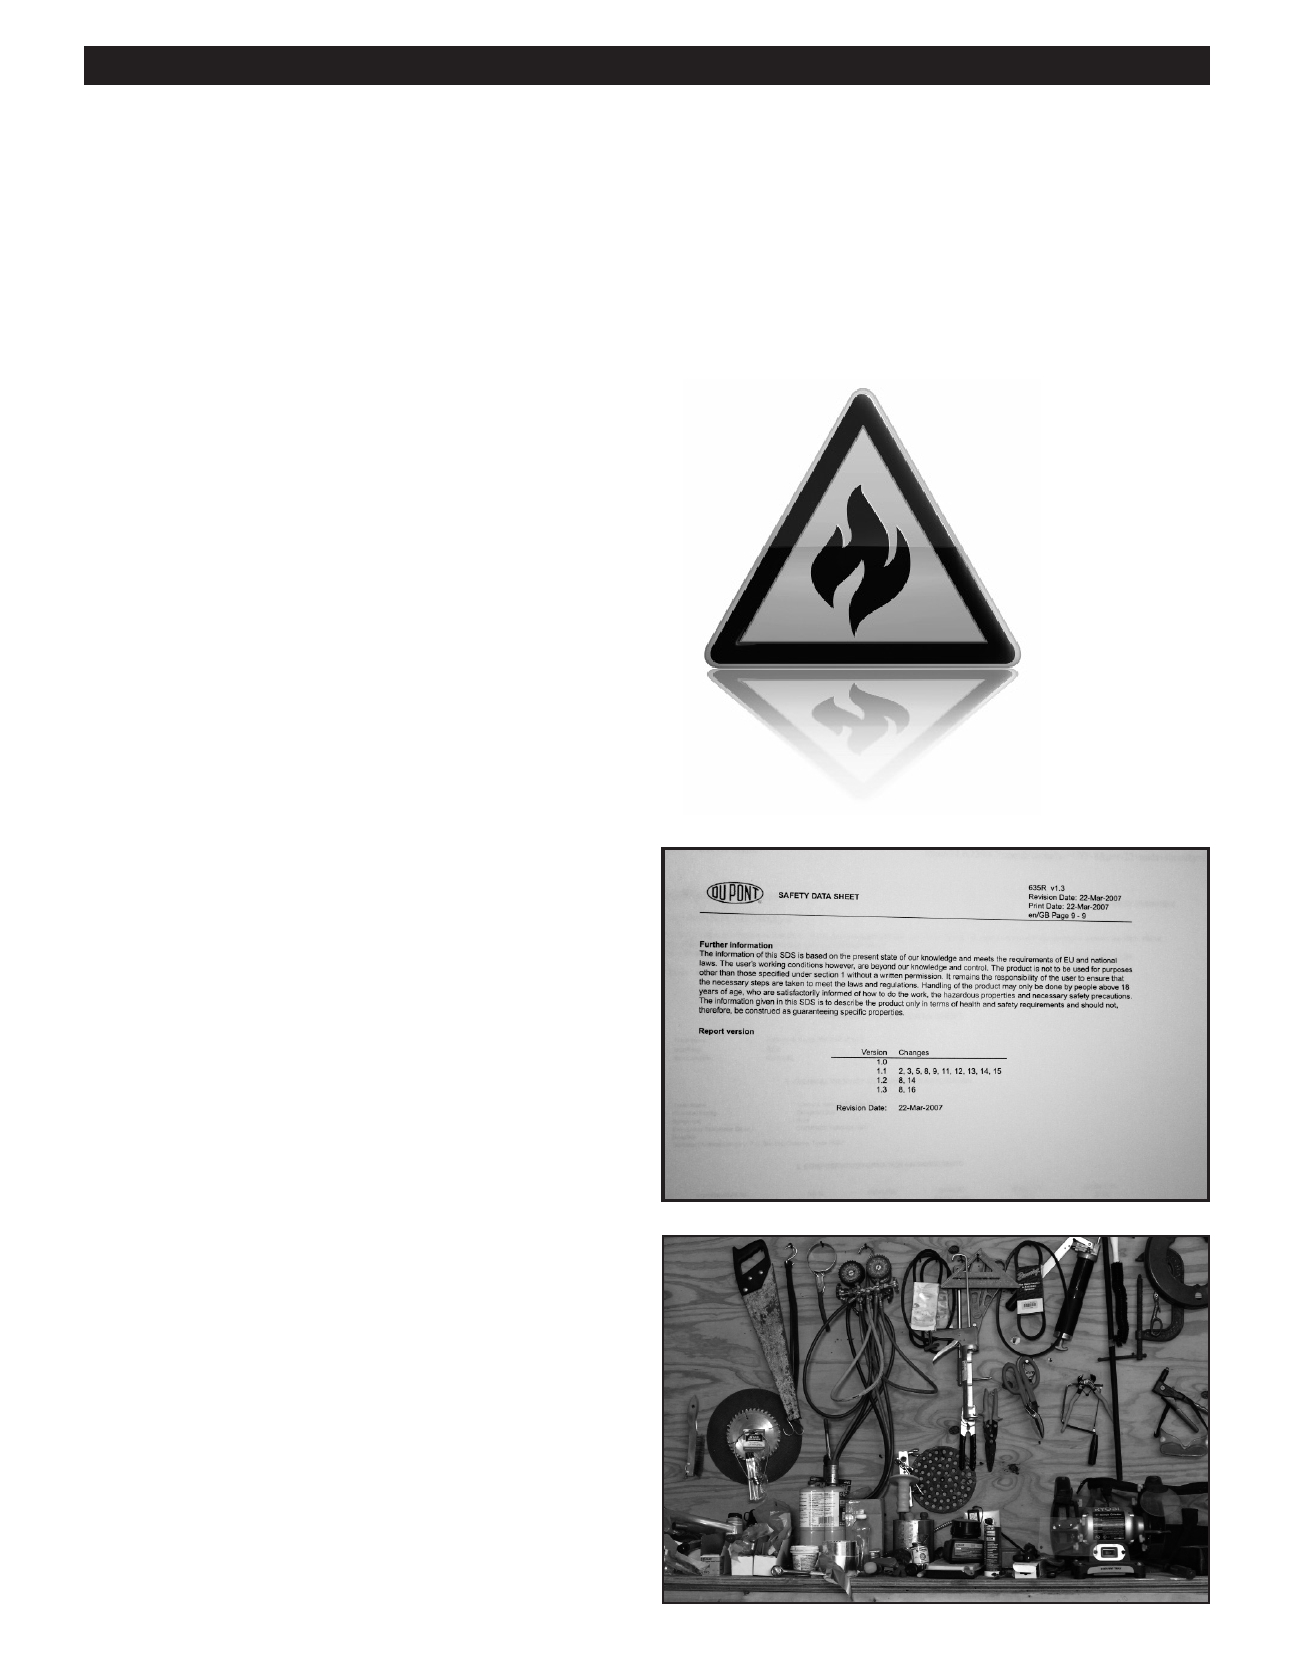 DU PONT
SAFETY DATA SHEET
635R v1.3
Revision Date: 22-Mar-2007
Print Date: 22-Mar-2007
en/GB Page 9 - 9
Further information
The information of this SDS is based on the present state of our knowledge and meets the requirements of EU and national
laws. The user's working conditions however, are beyond our knowledge and control. The product is not to be used for purposes
other than those specified under section 1 without a written permission. It remains the responsibility of the user to ensure that
the necessary steps are taken to meet the laws and regulations. Handling of the product may only be done by people above 18
years of age, who are satisfactorily informed of how to do the work, the hazardous properties and necessary safety precautions.
The information given in this SDS is to describe the product only in terms of health and safety requirements and should not,
therefore, be construed as guaranteeing specific properties.
Report version
Version Changes
1.0
1.1 2, 3, 5, 8, 9, 11, 12, 13, 14, 15
1.2 8, 14
1.3 8, 16
Revision Date: 22-Mar-2007
RYOBI